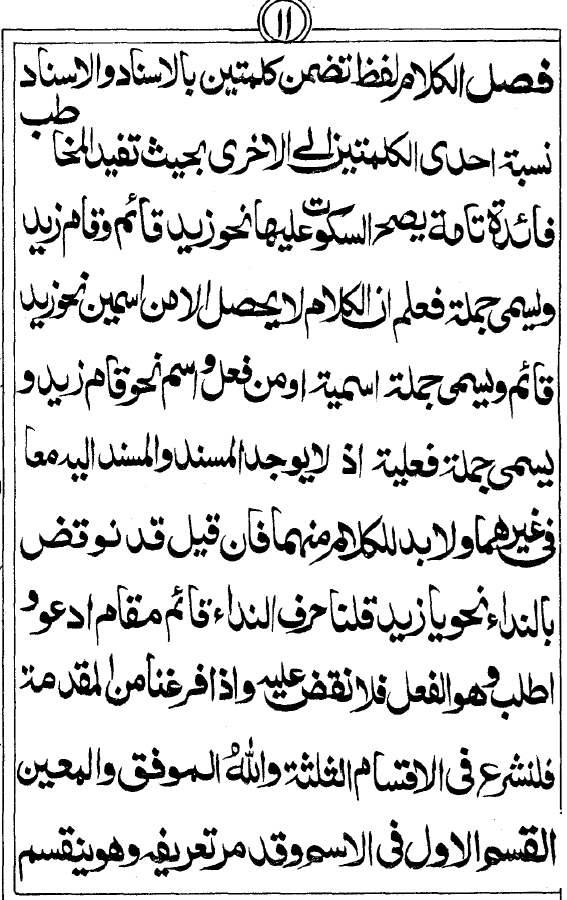 ١١
فصل الكلام لفظ تضمن كلمتين بالاسناد والاسناد
نسبة احدى الكلمتين الى الاخرى بحيث تفيد المخاطب
فائدة تامة يصح السكوت عليها نحو زيد قائم وقام زيد
ويسمى جملة فعلم ان الكلام لا يحصل الا من اسمين نحو زيد
قائم ويسمى جملة اسمية او من فعل واسم نحو قام زيد و
يسمى جملة فعلية اذ لا يوجد المسند والمسند اليه معا
فى غيرهما ولا بد للكلام منهما فان قيل قد نوقض
بالنداء نحو يا زيد قلنا حرف النداء قائم مقام ادعو و
اطلب وهو الفعل فلا نقض عليه واذا فرغنا من المقدمة
فلنشرع فى الاقسام الثلثة واللهُ الموفق والمعين
القسم الاول فى الاسم وقد مر تعريفه وهو ينقسم